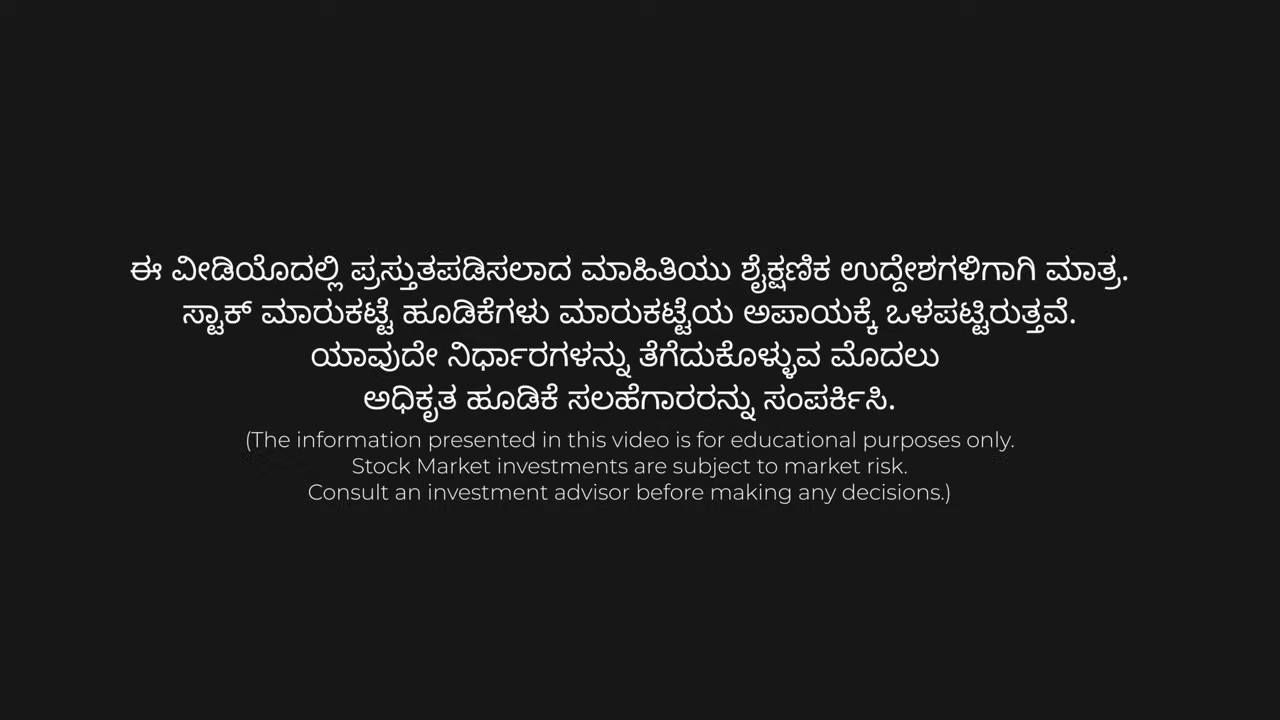 ಈ ವೀಡಿಯೊದಲ್ಲಿ ಪ್ರಸ್ತುತಪಡಿಸಲಾದ ಮಾಹಿತಿಯು ಶೈಕ್ಷಣಿಕ ಉದ್ದೇಶಗಳಿಗಾಗಿ ಮಾತ್ರ.
ಸ್ಟಾಕ್ ಮಾರುಕಟ್ಟೆ ಹೂಡಿಕೆಗಳು ಮಾರುಕಟ್ಟೆಯ ಅಪಾಯಕ್ಕೆ ಒಳಪಟ್ಟಿರುತ್ತವೆ.
ಯಾವುದೇ ನಿರ್ಧಾರಗಳನ್ನು ತೆಗೆದುಕೊಳ್ಳುವ ಮೊದಲು
ಅಧಿಕೃತ ಹೂಡಿಕೆ ಸಲಹೆಗಾರರನ್ನು ಸಂಪರ್ಕಿಸಿ.
(The information presented in this video is for educational purposes only.
Stock Market investments are subject to market risk.
Consult an investment advisor before making any decisions.)